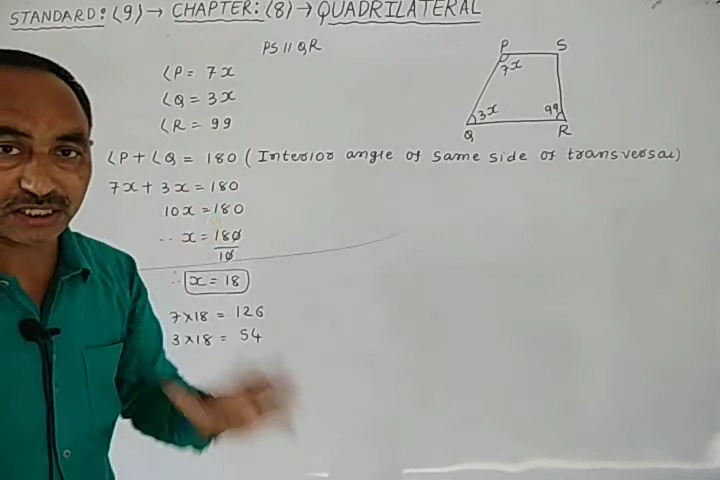 STANDARD: (9) → CHAPTER: (8) → QUADRILATERAL
PS || QR
∠P = 7x
∠Q = 3x
∠R = 99
∠P + ∠Q = 180 ( Interior angle of same side of transversal)
7x + 3x = 180
10x = 180
∴ x = 180/10
∴ x = 18
7 × 18 = 126
3 × 18 = 54
P S
7x
3x 99
Q R